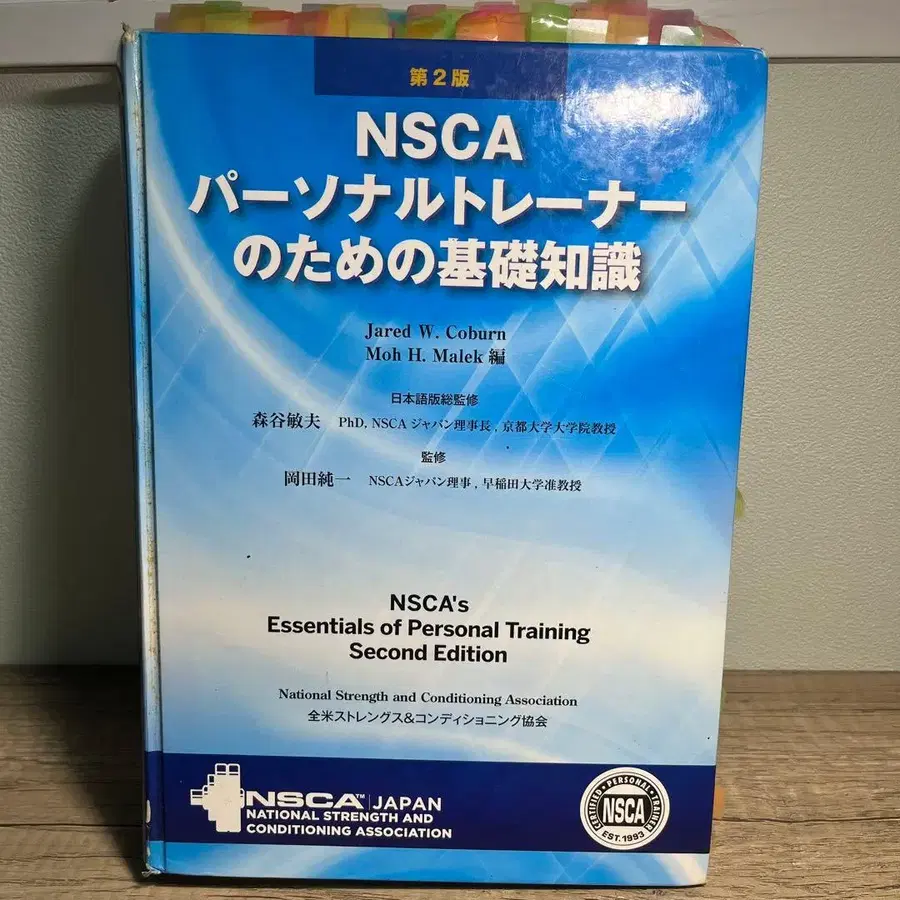 第2版
NSCA
パーソナルトレーナー
のための基礎知識
Jared W. Coburn
Moh H. Malek 編
日本語版総監修
森谷敏夫 PhD, NSCA ジャパン理事長, 京都大学大学院教授
監修
岡田純一 NSCAジャパン理事, 早稲田大学准教授
NSCA's
Essentials of Personal Training
Second Edition
National Strength and Conditioning Association
全米ストレングス&コンディショニング協会
NSCA™ JAPAN
NATIONAL STRENGTH AND
CONDITIONING ASSOCIATION
CERTIFIED • PERSONAL • TRAINER
NSCA
EST. 1993